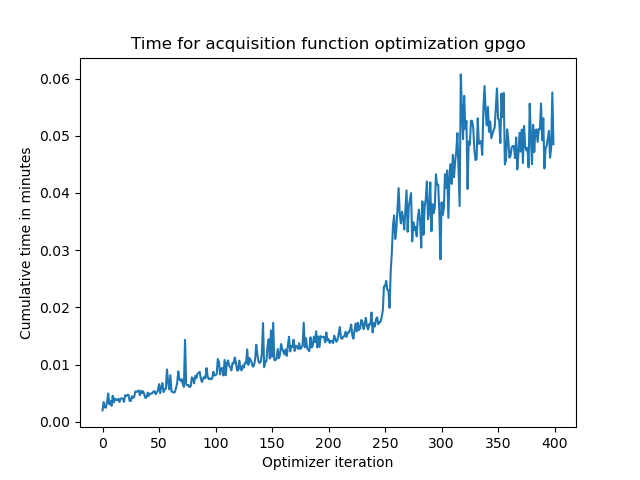 Time for acquisition function optimization gpgo
0.06
0.05
0.04
0.03
0.02
0.01
0.00
Cumulative time in minutes
0 50 100 150 200 250 300 350 400
Optimizer iteration